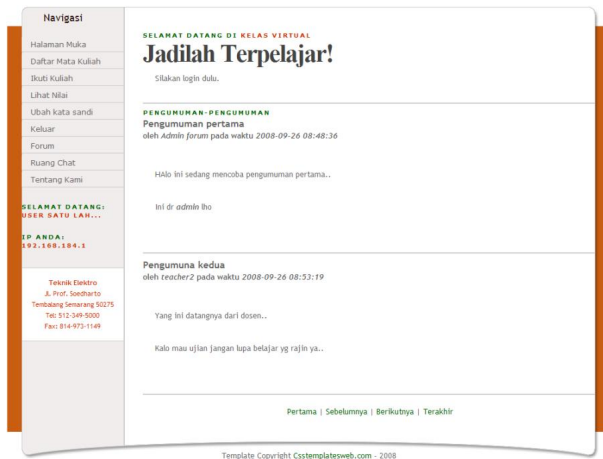 Navigasi
Halaman Muka
Daftar Mata Kuliah
Ikuti Kuliah
Lihat Nilai
Ubah kata sandi
Keluar
Forum
Ruang Chat
Tentang Kami
SELAMAT DATANG:
USER SATU LAH...
IP ANDA:
192.168.184.1
Teknik Elektro
Jl. Prof. Soedharto
Tembalang Semarang 50275
Tel: 512-349-5000
Fax: 814-973-1149
SELAMAT DATANG DI KELAS VIRTUAL
Jadilah Terpelajar!
Silakan login dulu.
PENGUMUMAN-PENGUMUMAN
Pengumuman pertama
oleh Admin forum pada waktu 2008-09-26 08:48:36
HAlo ini sedang mencoba pengumuman pertama..
Ini dr admin lho
Pengumuna kedua
oleh teacher2 pada waktu 2008-09-26 08:53:19
Yang ini datangnya dari dosen..
Kalo mau ujian jangan lupa belajar yg rajin ya..
Pertama | Sebelumnya | Berikutnya | Terakhir
Template Copyright Csstemplatesweb.com - 2008